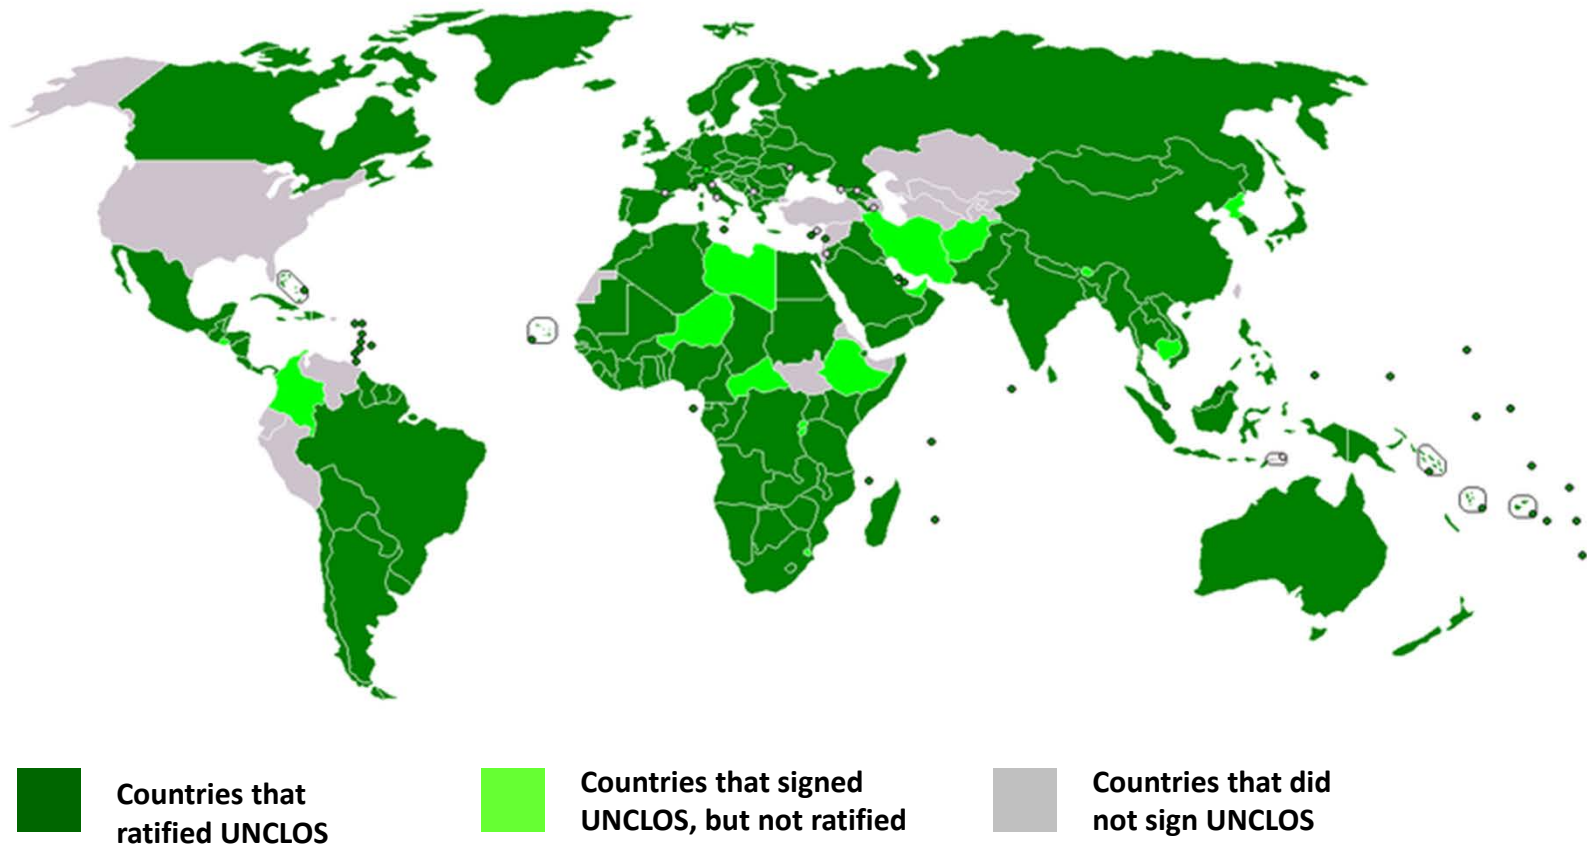 Countries that
ratified UNCLOS
Countries that signed
UNCLOS, but not ratified
Countries that did
not sign UNCLOS